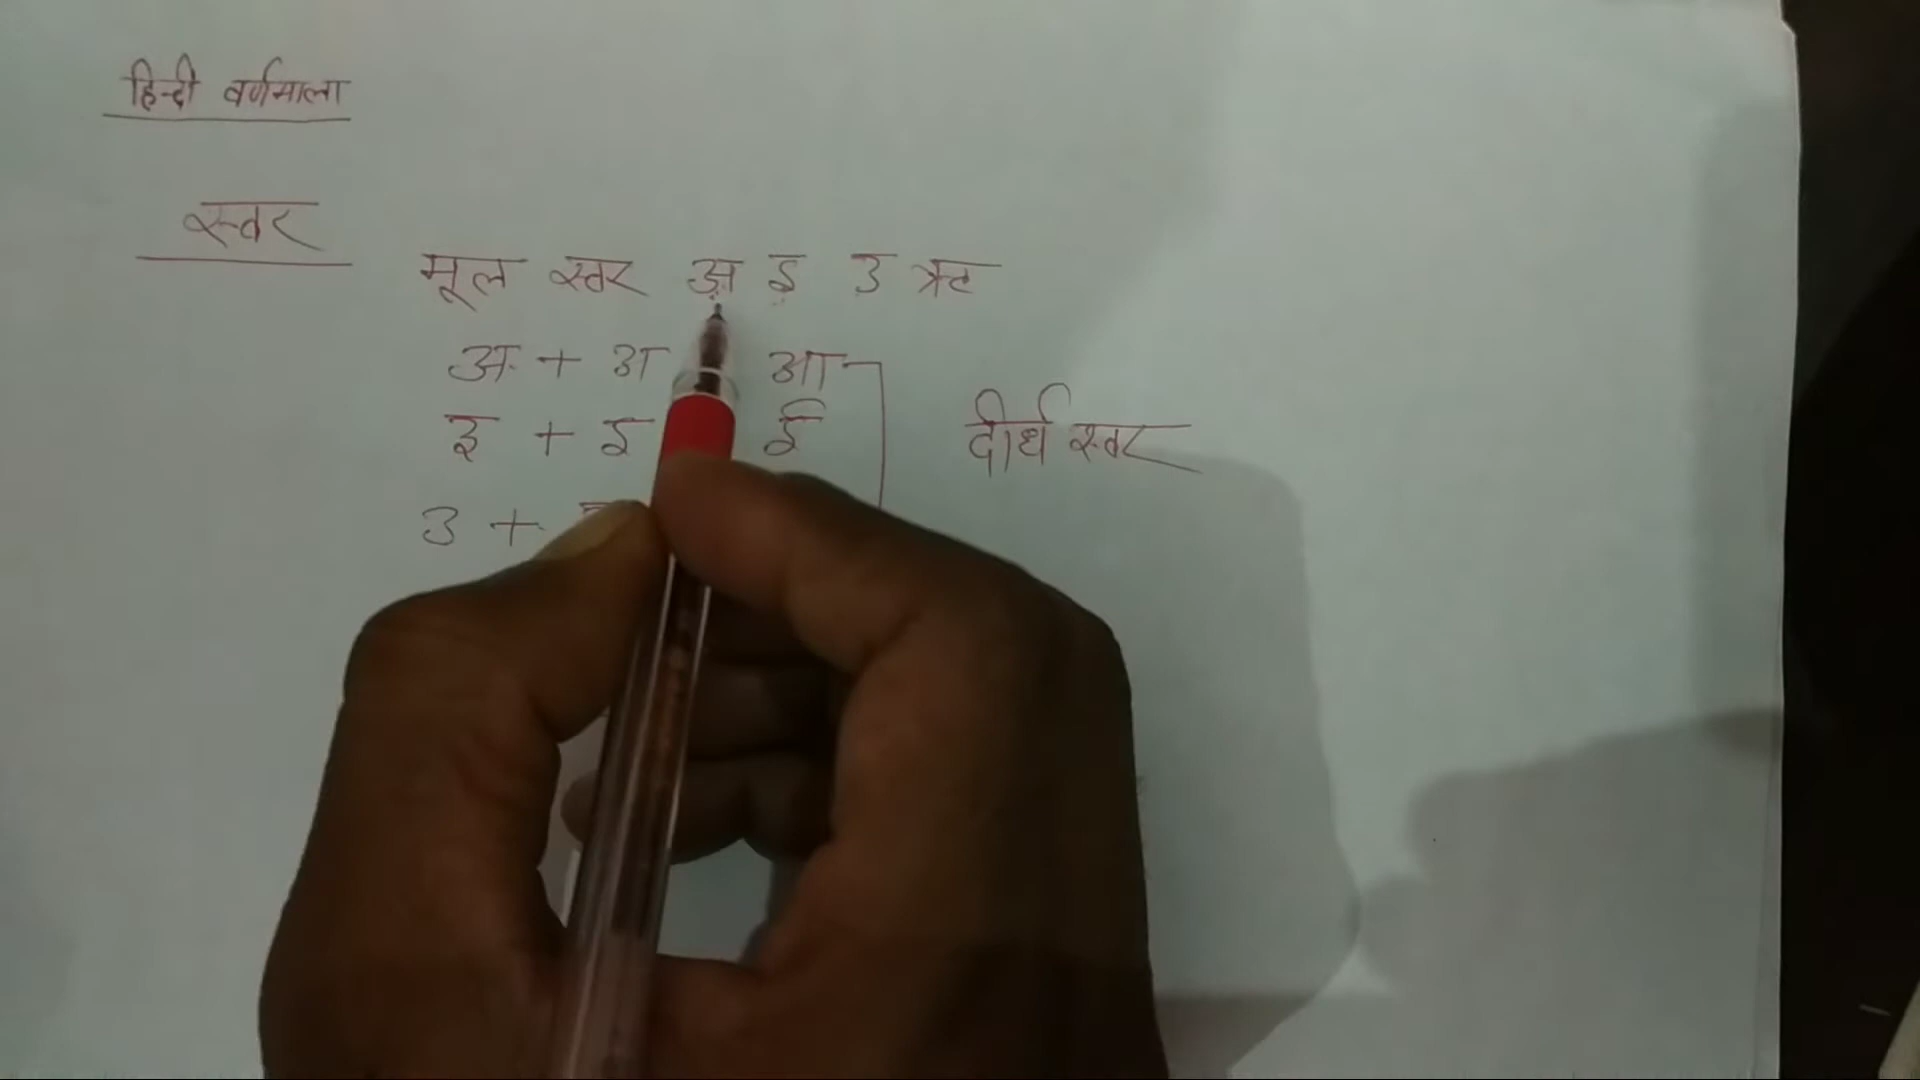 हिन्दी वर्णमाला
स्वर
मूल स्वर अ इ उ ऋ
अ + अ आ
इ + इ ई
दीर्घ स्वर
उ +